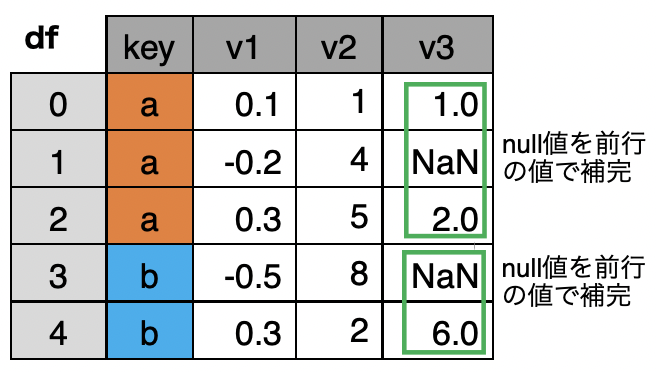 df key v1 v2 v3
0 a 0.1 1 1.0
1 a -0.2 4 NaN
2 a 0.3 5 2.0
3 b -0.5 8 NaN
4 b 0.3 2 6.0
null値を前行
の値で補完
null値を前行
の値で補完